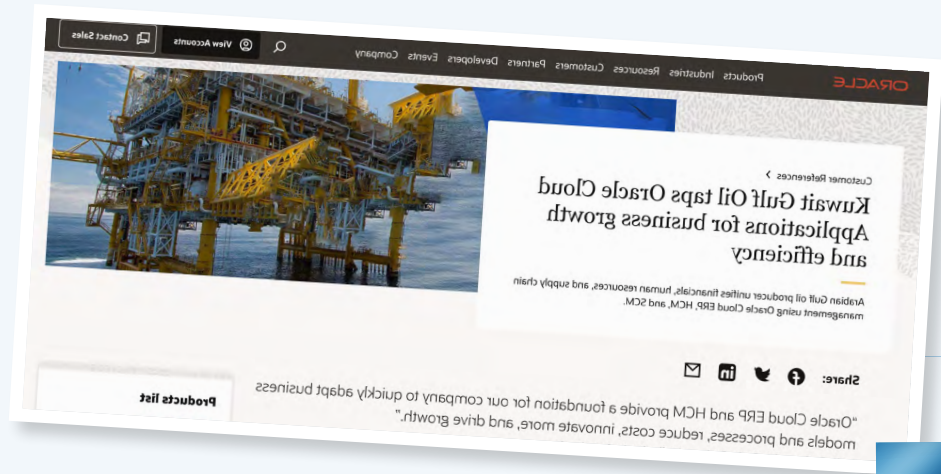 ORACLE
Products Industries Resources Customers Partners Developers Events Company
View Accounts
Contact Sales
Customer References >
Kuwait Gulf Oil taps Oracle Cloud
Applications for business growth
and efficiency
Arabian Gulf oil producer unifies financials, human resources, and supply chain
management using Oracle Cloud ERP, HCM, and SCM.
Share:
"Oracle Cloud ERP and HCM provide a foundation for our company to quickly adapt business
models and processes, reduce costs, innovate more, and drive growth."
Products list